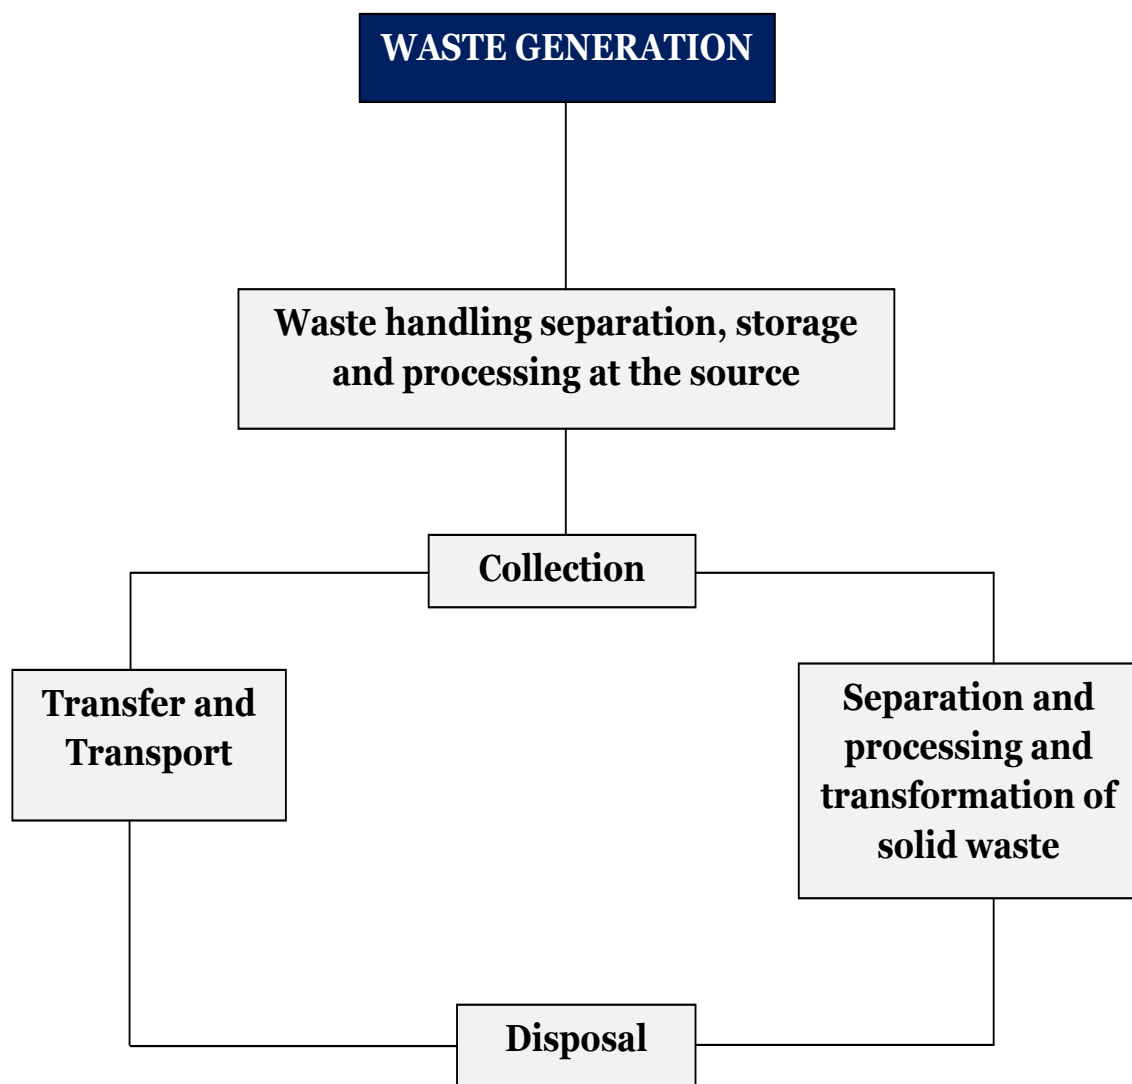 WASTE GENERATION
Waste handling separation, storage
and processing at the source
Collection
Transfer and
Transport
Separation and
processing and
transformation of
solid waste
Disposal